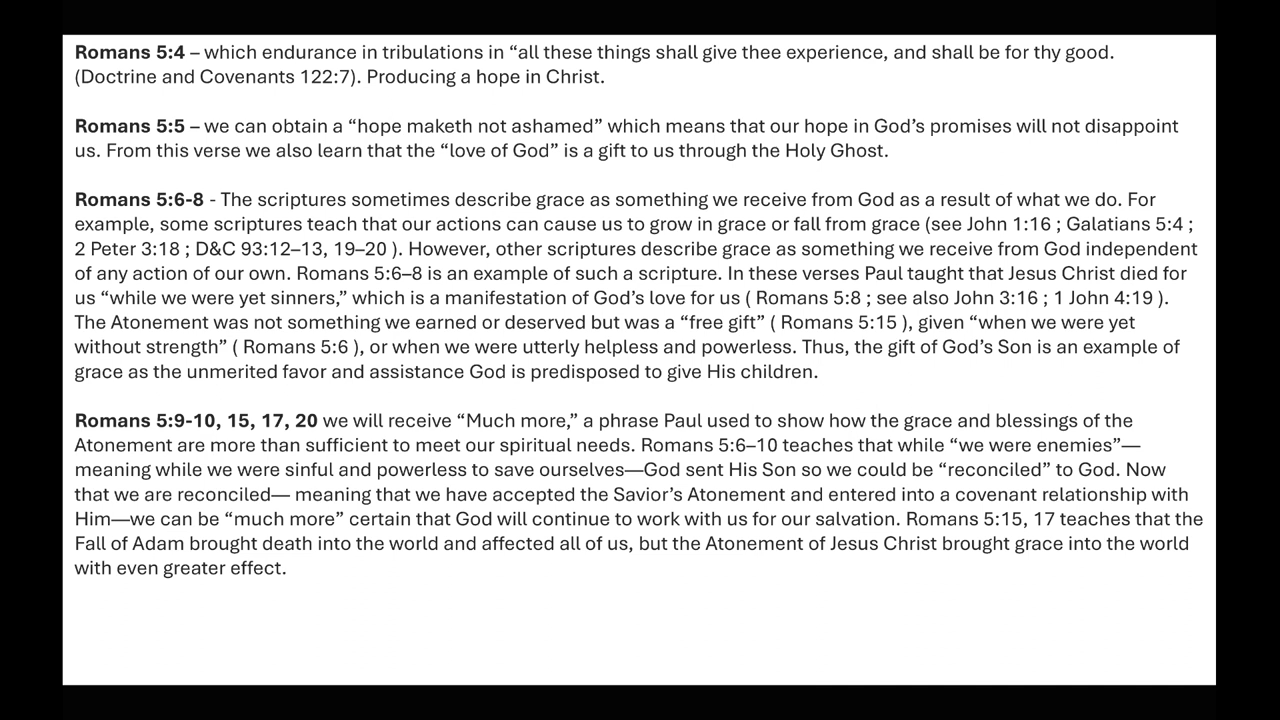 Romans 5:4 – which endurance in tribulations in “all these things shall give thee experience, and shall be for thy good.
(Doctrine and Covenants 122:7). Producing a hope in Christ.
Romans 5:5 – we can obtain a “hope maketh not ashamed” which means that our hope in God’s promises will not disappoint
us. From this verse we also learn that the “love of God” is a gift to us through the Holy Ghost.
Romans 5:6-8 - The scriptures sometimes describe grace as something we receive from God as a result of what we do. For
example, some scriptures teach that our actions can cause us to grow in grace or fall from grace (see John 1:16 ; Galatians 5:4 ;
2 Peter 3:18 ; D&C 93:12–13, 19–20 ). However, other scriptures describe grace as something we receive from God independent
of any action of our own. Romans 5:6–8 is an example of such a scripture. In these verses Paul taught that Jesus Christ died for
us “while we were yet sinners,” which is a manifestation of God’s love for us ( Romans 5:8 ; see also John 3:16 ; 1 John 4:19 ).
The Atonement was not something we earned or deserved but was a “free gift” ( Romans 5:15 ), given “when we were yet
without strength” ( Romans 5:6 ), or when we were utterly helpless and powerless. Thus, the gift of God’s Son is an example of
grace as the unmerited favor and assistance God is predisposed to give His children.
Romans 5:9-10, 15, 17, 20 we will receive “Much more,” a phrase Paul used to show how the grace and blessings of the
Atonement are more than sufficient to meet our spiritual needs. Romans 5:6–10 teaches that while “we were enemies”—
meaning while we were sinful and powerless to save ourselves—God sent His Son so we could be “reconciled” to God. Now
that we are reconciled— meaning that we have accepted the Savior’s Atonement and entered into a covenant relationship with
Him—we can be “much more” certain that God will continue to work with us for our salvation. Romans 5:15, 17 teaches that the
Fall of Adam brought death into the world and affected all of us, but the Atonement of Jesus Christ brought grace into the world
with even greater effect.